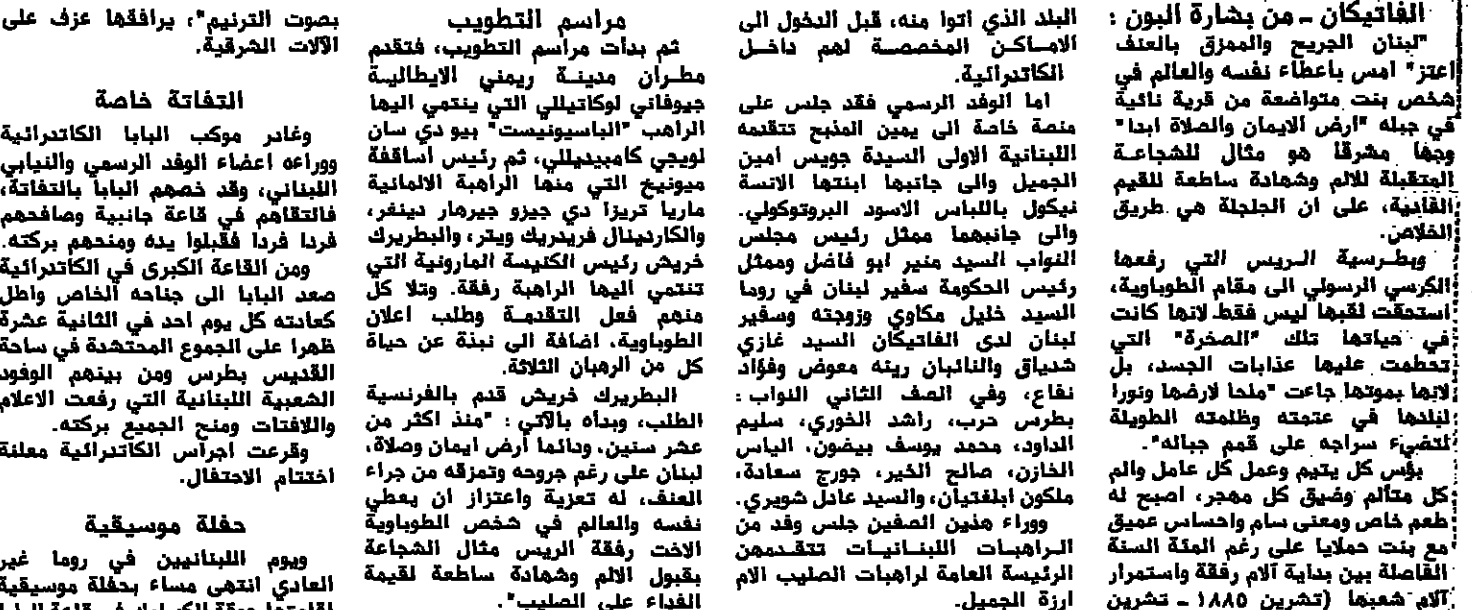 الفاتيكان - من بشارة البون :
"لبنان الجريح والممزق بالعنف
اعتز" امس باعطاء نفسه والعالم في
شخص بنت متواضعة من قرية نائية
في جبله "ارض الايمان والصلاة ابدا"
وجها مشرقا هو مثال للشجاعة
المتقبلة للالم وشهادة ساطعة للقيم
الفادية، على ان الجلجلة هي طريق
الخلاص.
وبطرسية الريس التي رفعها
الكرسي الرسولي الى مقام الطوباوية،
استحقت لقبها ليس فقط لانها كانت
في حياتها تلك "الصخرة" التي
تحطمت عليها عذابات الجسد، بل
لانها بموتها جاءت "ملحا لارضها ونورا
لبلدها في عتمته وظلمته الطويلة
لتضيء سراجه على قمم جباله".
بؤس كل يتيم وعمل كل عامل والم
كل متألم وضيق كل مهجر، اصبح له
طعم خاص ومعنى سام واحساس عميق
مع بنت حملايا على رغم المئة السنة
الفاصلة بين بداية آلام رفقة واستمرار
آلام شعبها (تشرين ١٨٨٥ - تشرين
البلد الذي اتوا منه، قبل الدخول الى
الاماكن المخصصة لهم داخل
الكاتدرائية.
اما الوفد الرسمي فقد جلس على
منصة خاصة الى يمين المذبح تتقدمه
اللبنانية الاولى السيدة جويس امين
الجميل والى جانبها ابنتها الانسة
نيكول باللباس الاسود البروتوكولي.
والى جانبهما ممثل رئيس مجلس
النواب السيد منير ابو فاضل وممثل
رئيس الحكومة سفير لبنان في روما
السيد خليل مكاوي وزوجته وسفير
لبنان لدى الفاتيكان السيد غازي
شدياق والنائبان رينه معوض وفؤاد
نفاع، وفي الصف الثاني النواب :
بطرس حرب، راشد الخوري، سليم
الداود، محمد يوسف بيضون، الياس
الخازن، صالح الخير، جورج سعادة،
ملكون ابلغتيان، والسيد عادل شويري.
ووراء هذين الصفين جلس وفد من
الراهبات اللبنانيات تتقدمهن
الرئيسة العامة لراهبات الصليب الام
ارزة الجميل.
مراسم التطويب
ثم بدأت مراسم التطويب، فتقدم
مطران مدينة ريمني الايطالية
جيوفاني لوكاتيللي التي ينتمي اليها
الراهب "الباسيونيست" بيو دي سان
لويجي كامبيديللي، ثم رئيس اساقفة
ميونيخ التي منها الراهبة الالمانية
ماريا تريزا دي جيزو جيرهار دينغر،
والكاردينال فريدريك ويتر، والبطريرك
خريش رئيس الكنيسة المارونية التي
تنتمي اليها الراهبة رفقة. وتلا كل
منهم فعل التقدمة وطلب اعلان
الطوباوية، اضافة الى نبذة عن حياة
كل من الرهبان الثلاثة.
البطريرك خريش قدم بالفرنسية
الطلب، وبدأه بالآتي : "منذ اكثر من
عشر سنين، ودائما أرض ايمان وصلاة،
لبنان على رغم جروحه وتمزقه من جراء
العنف، له تعزية واعتزاز ان يعطي
نفسه والعالم في شخص الطوباوية
الاخت رفقة الريس مثال الشجاعة
بقبول الالم وشهادة ساطعة لقيمة
الفداء على الصليب".
بصوت الترنيم"، يرافقها عزف على
الآلات الشرقية.
التفاتة خاصة
وغادر موكب البابا الكاتدرائية
ووراءه اعضاء الوفد الرسمي والنيابي
اللبناني، وقد خصهم البابا بالتفاتة،
فالتقاهم في قاعة جانبية وصافحهم
فردا فردا فقبلوا يده ومنحهم بركته.
ومن القاعة الكبرى في الكاتدرائية
صعد البابا الى جناحه الخاص واطل
كعادته كل يوم احد في الثانية عشرة
ظهرا على الجموع المحتشدة في ساحة
القديس بطرس ومن بينهم الوفود
الشعبية اللبنانية التي رفعت الاعلام
واللافتات ومنح الجميع بركته.
وقرعت اجراس الكاتدرائية معلنة
اختتام الاحتفال.
حفلة موسيقية
ويوم اللبنانيين في روما غير
العادي انتهى مساء بحفلة موسيقية